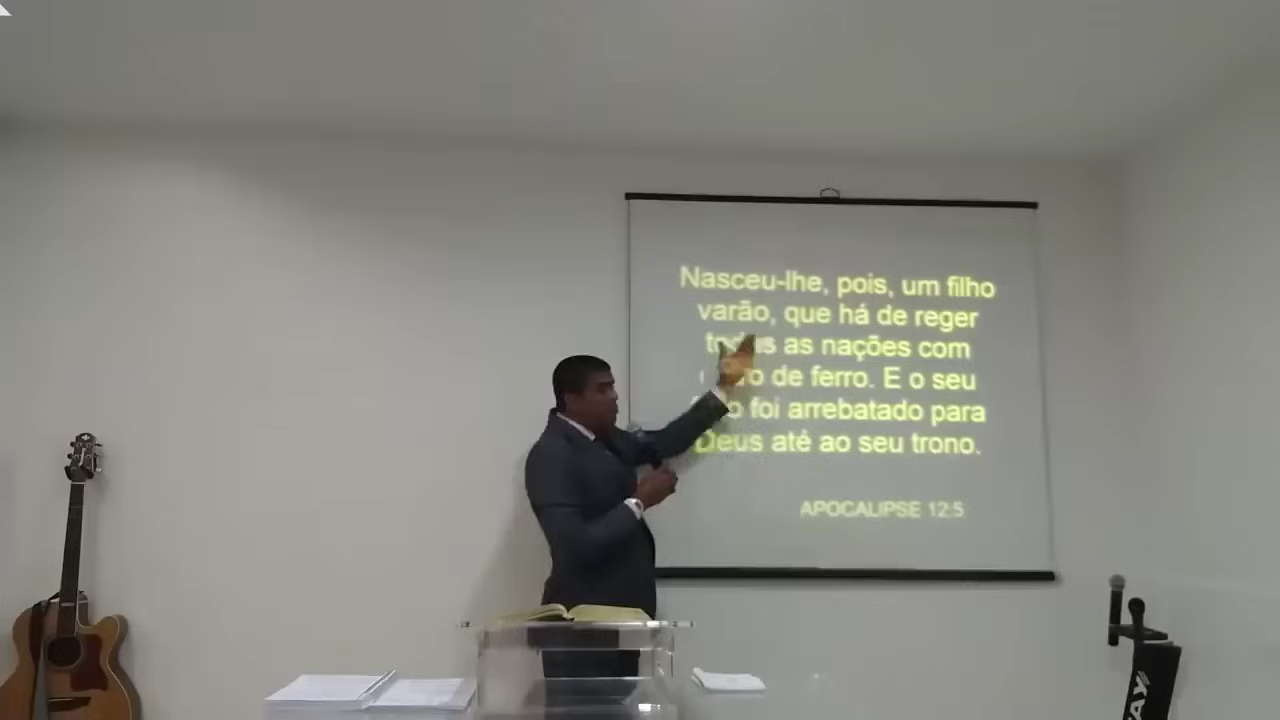 Nasceu-lhe, pois, um filho
varão, que há de reger
as nações com
de ferro. E o seu
foi arrebatado para
Deus até ao seu trono.
APOCALIPSE 12:5
AY